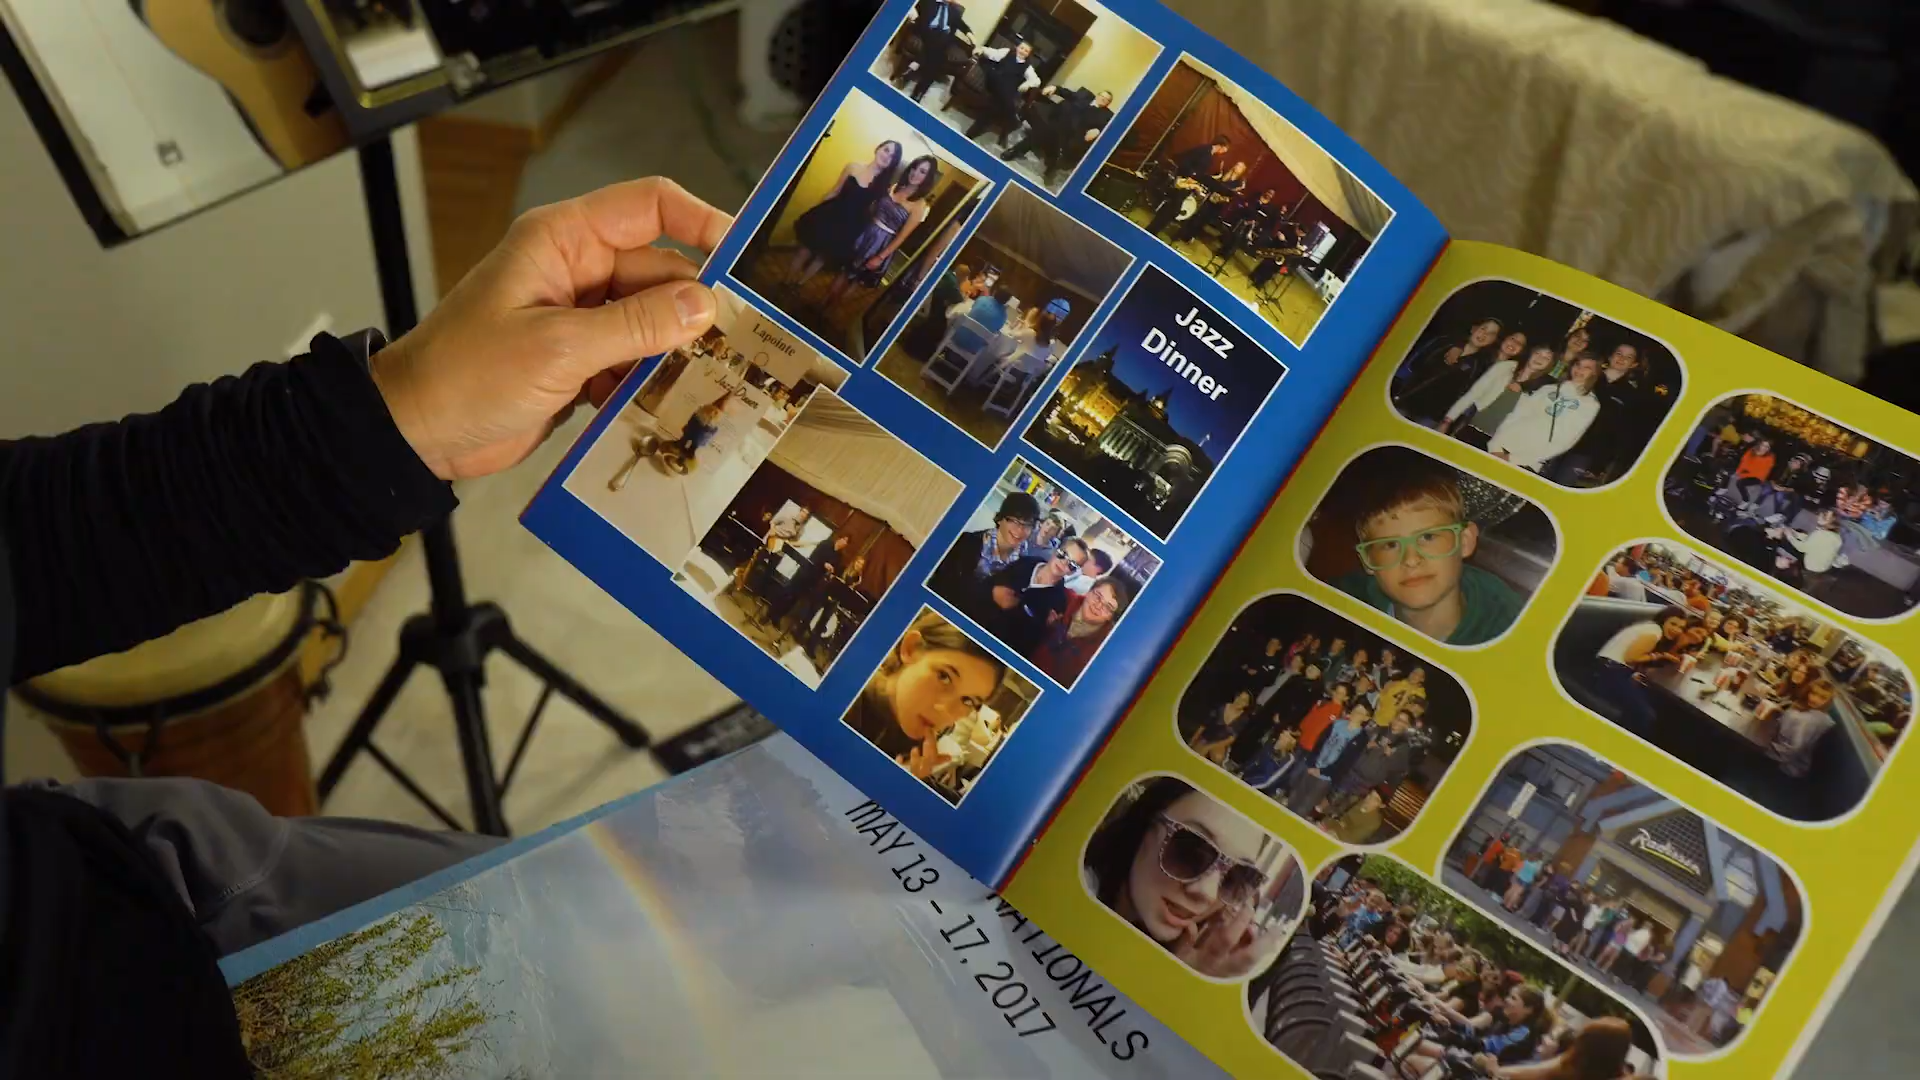 Jazz
Dinner
Lapointe
Jazz Dinner
Radisson
NATIONALS
MAY 13 - 17, 2017